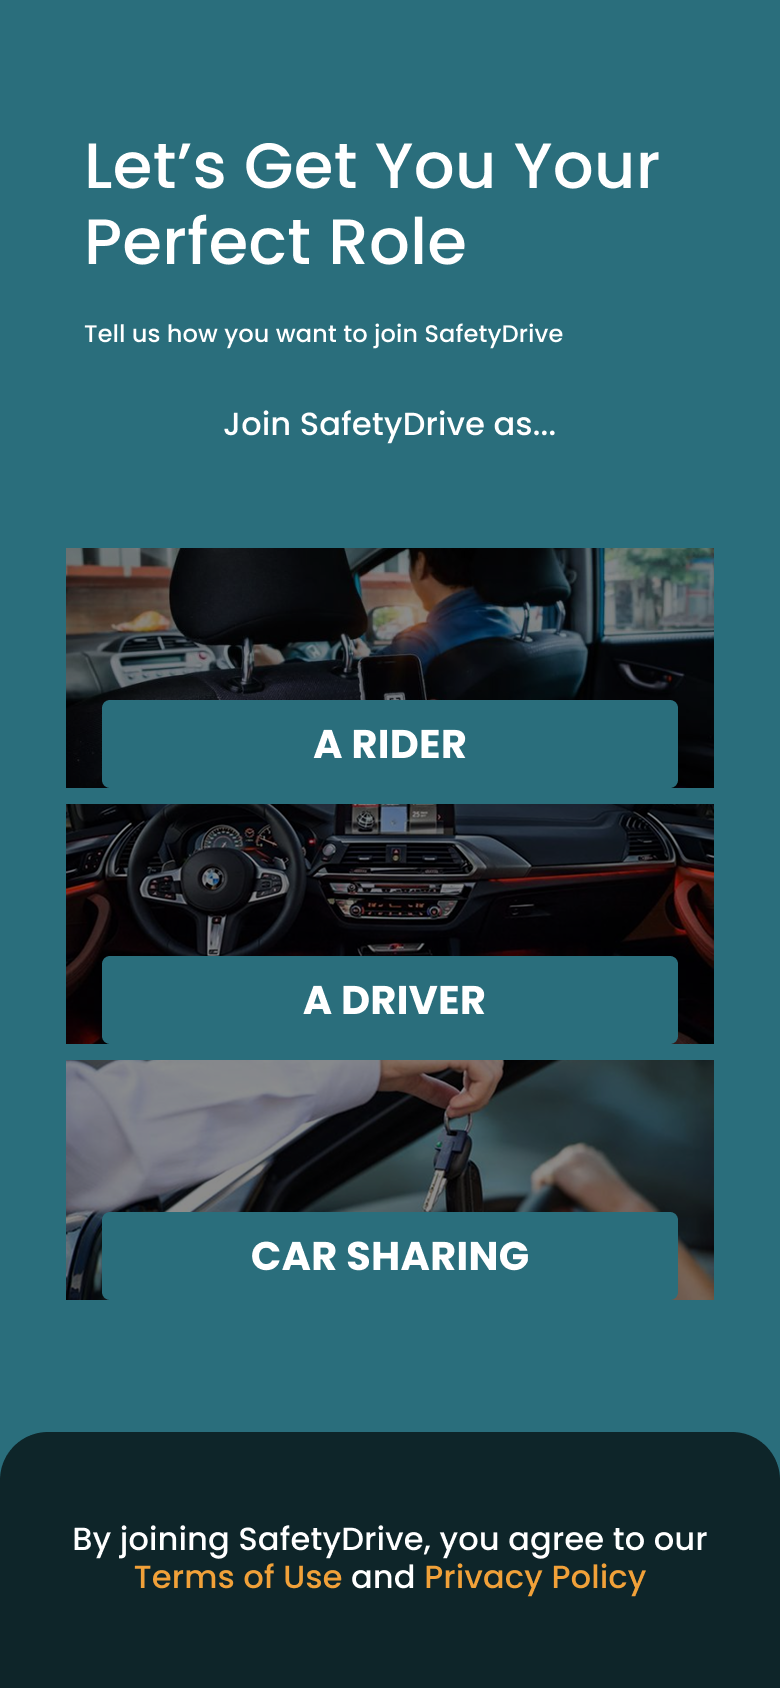 Let’s Get You Your
Perfect Role
Tell us how you want to join SafetyDrive
Join SafetyDrive as...
A RIDER
A DRIVER
CAR SHARING
By joining SafetyDrive, you agree to our
Terms of Use and Privacy Policy